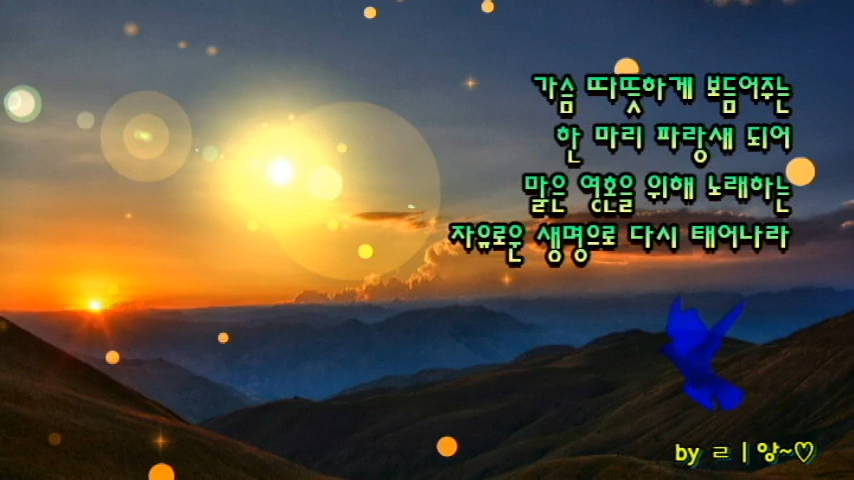 가슴 따뜻하게 보듬어주는
한 마리 파랑새 되어
맑은 영혼을 위해 노래하는
자유로운 생명으로 다시 태어나라
by ㄹㅣ앙~♡